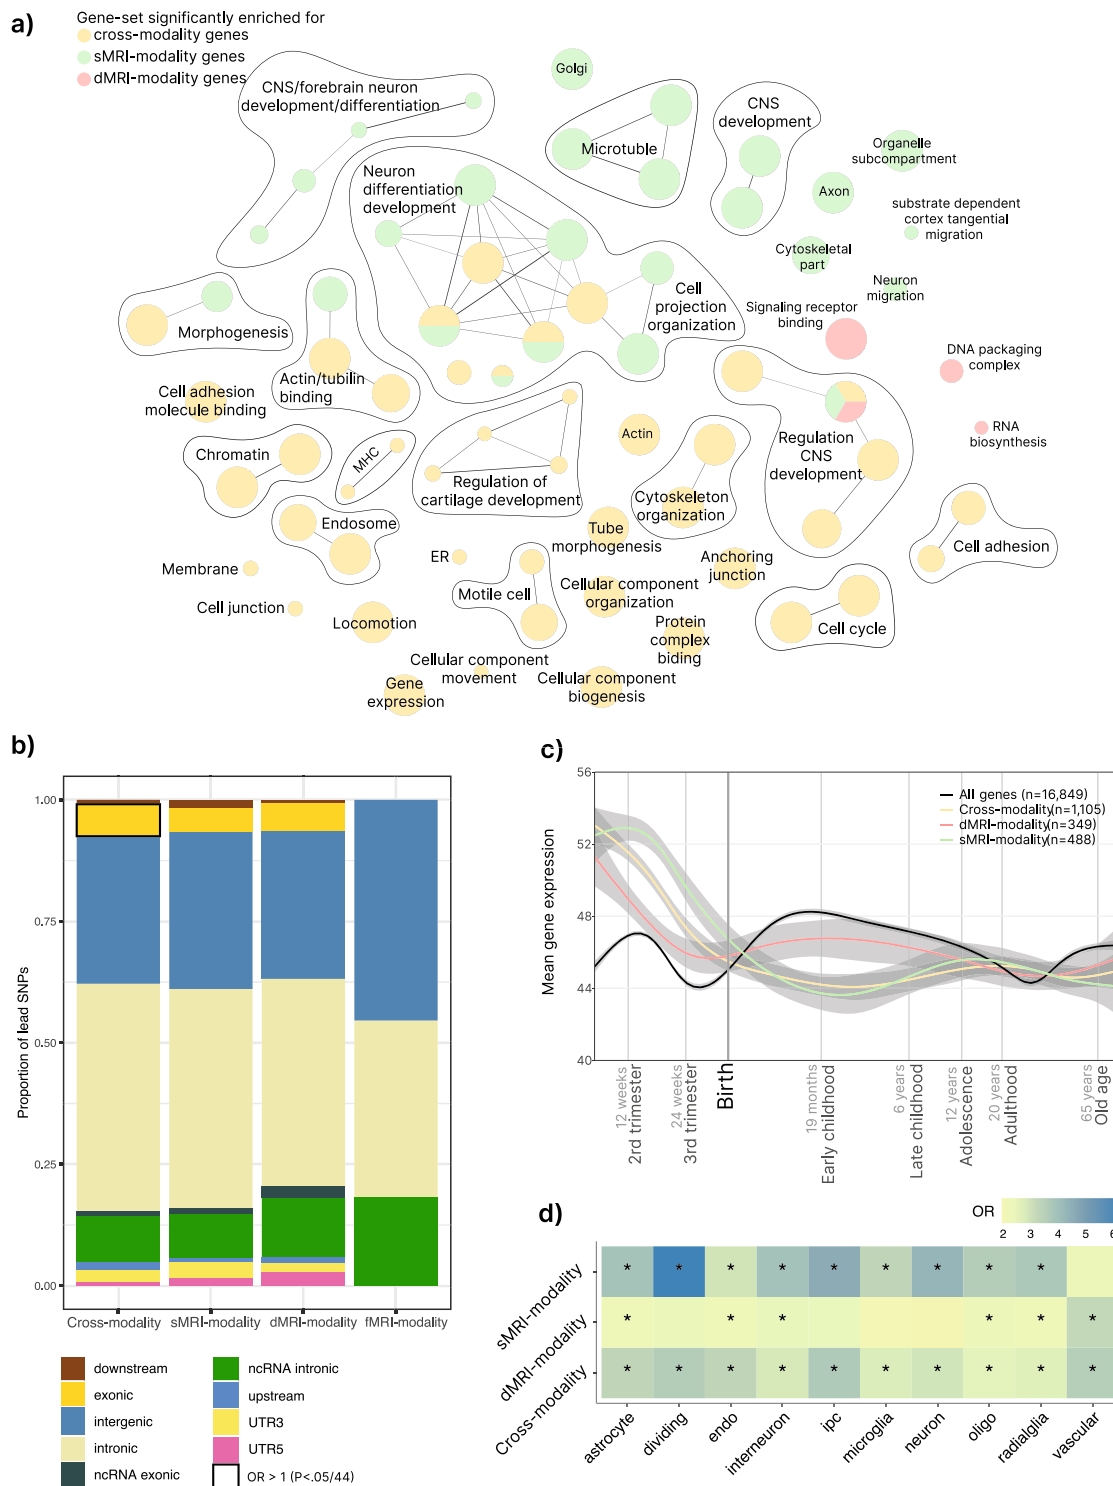 a)
Gene-set significantly enriched for
cross-modality genes
sMRI-modality genes
dMRI-modality genes
CNS/forebrain neuron
development/differentiation
Golgi
Microtuble
CNS
development
Organelle
subcompartment
Axon
substrate dependent
cortex tangential
migration
Cytoskeletal
part
Neuron
migration
Neuron
differentiation
development
Cell
projection
organization
Signaling receptor
binding
DNA packaging
complex
RNA
biosynthesis
Morphogenesis
Actin/tubilin
binding
Cell adhesion
molecule binding
Chromatin
MHC
Regulation of
cartilage development
Actin
Cytoskeleton
organization
Regulation
CNS
development
Endosome
Tube
morphogenesis
Anchoring
junction
Cell adhesion
Membrane
ER
Cell junction
Motile cell
Cellular component
organization
Locomotion
Protein
complex
biding
Cell cycle
Cellular component
movement
Gene
expression
Cellular component
biogenesis
b)
1.00
0.75
0.50
0.25
0.00
Proportion of lead SNPs
Cross-modality
sMRI-modality
dMRI-modality
fMRI-modality
downstream
exonic
intergenic
intronic
ncRNA exonic
ncRNA intronic
upstream
UTR3
UTR5
OR > 1 (P<.05/44)
c)
56
52
48
44
40
Mean gene expression
All genes (n=16,849)
Cross-modality(n=1,105)
dMRI-modality(n=349)
sMRI-modality(n=488)
12 weeks
2rd trimester
24 weeks
3rd trimester
Birth
19 months
Early childhood
6 years
Late childhood
12 years
Adolescence
20 years
Adulthood
65 years
Old age
d)
OR
2 3 4 5 6
sMRI-modality
* * * * * * * * *
dMRI-modality
* * * * * *
Cross-modality
* * * * * * * * * *
astrocyte
dividing
endo
interneuron
ipc
microglia
neuron
oligo
radialglia
vascular